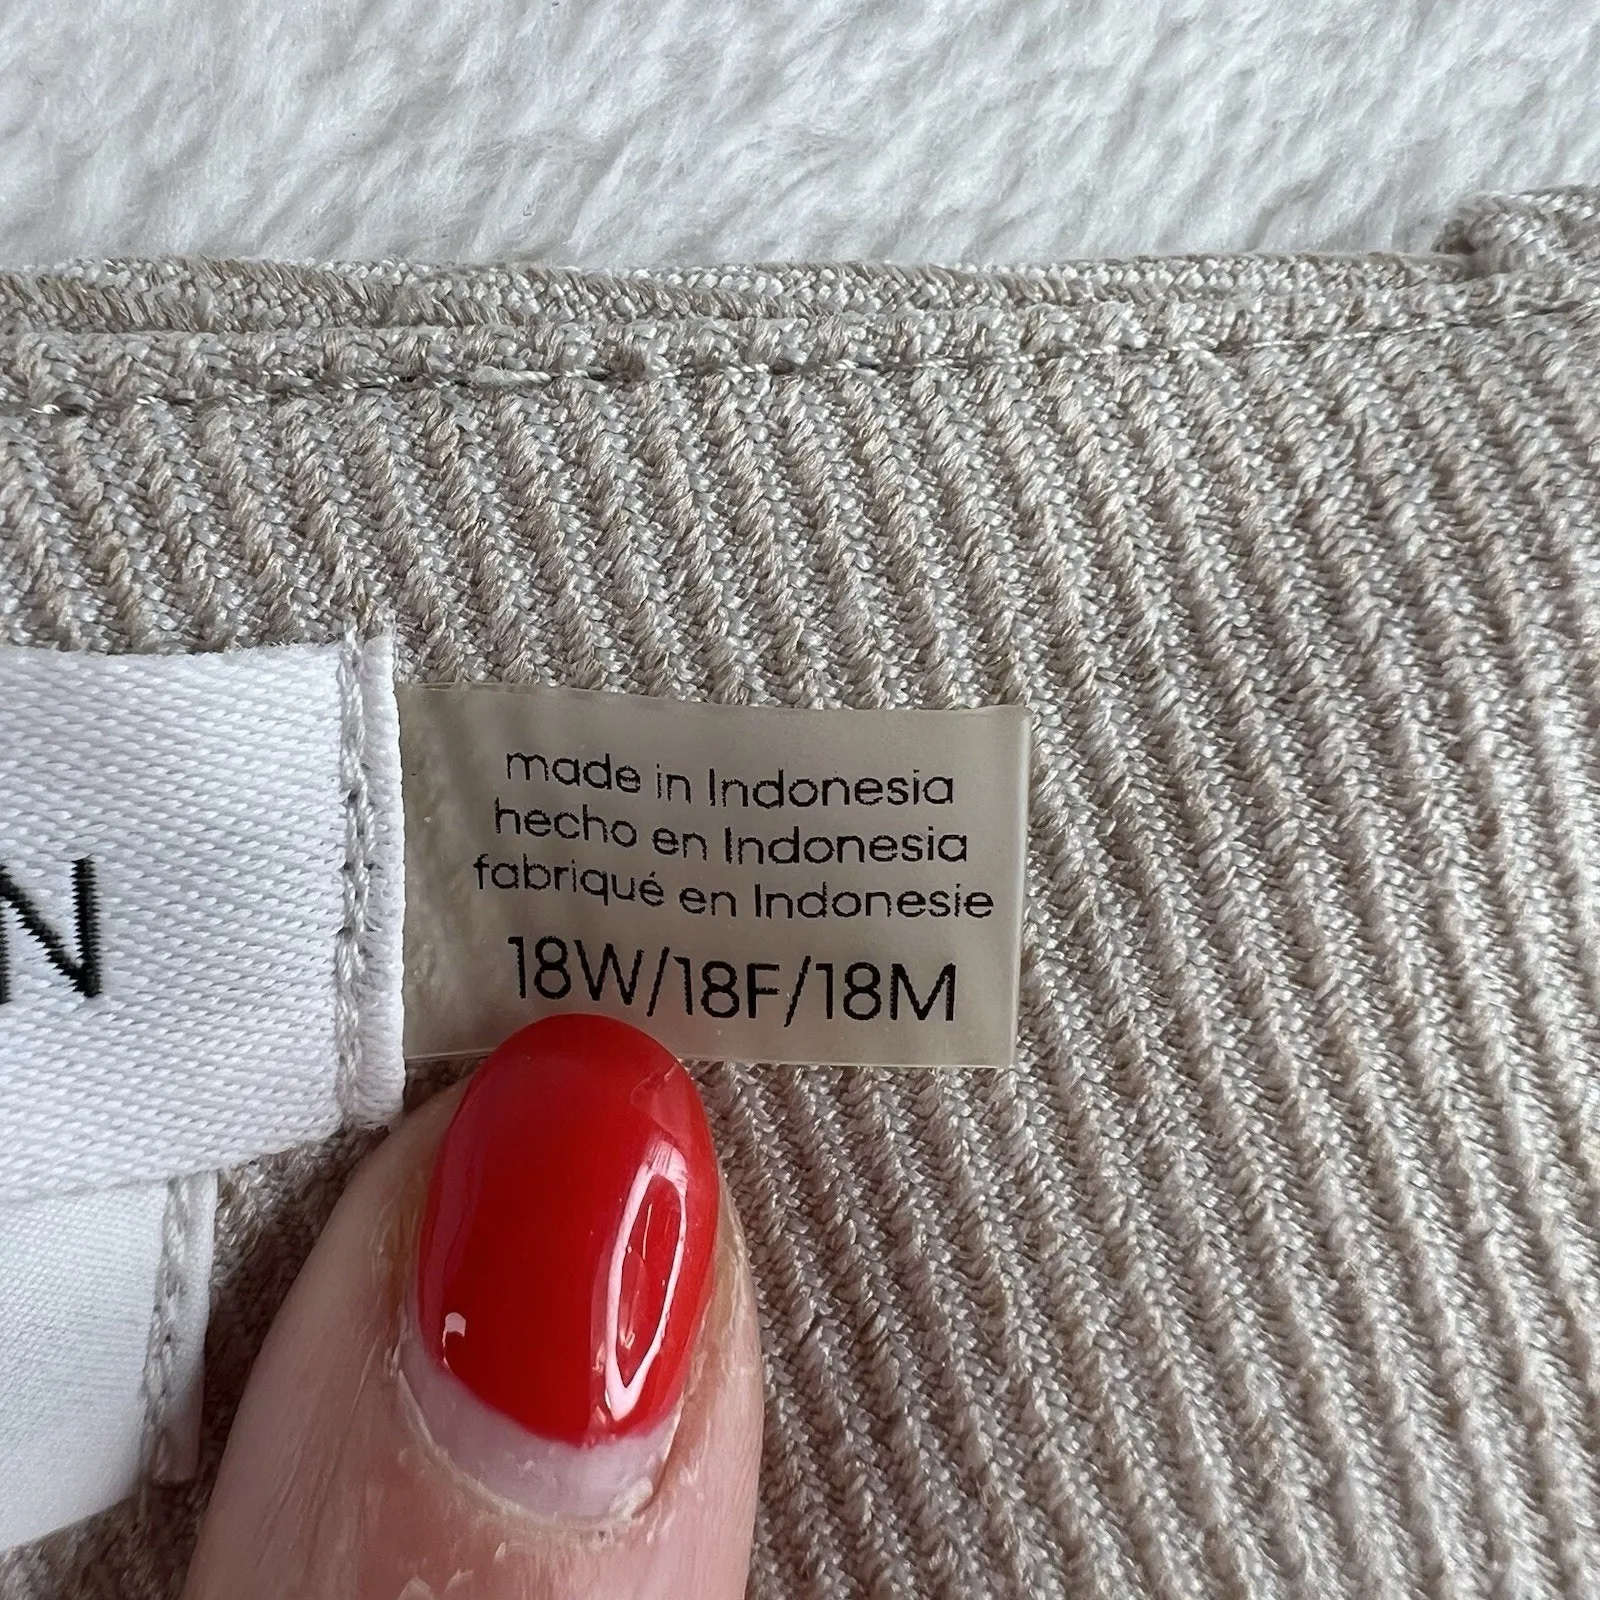 N
made in Indonesia
hecho en Indonesia
fabriqué en Indonesie
18W/18F/18M